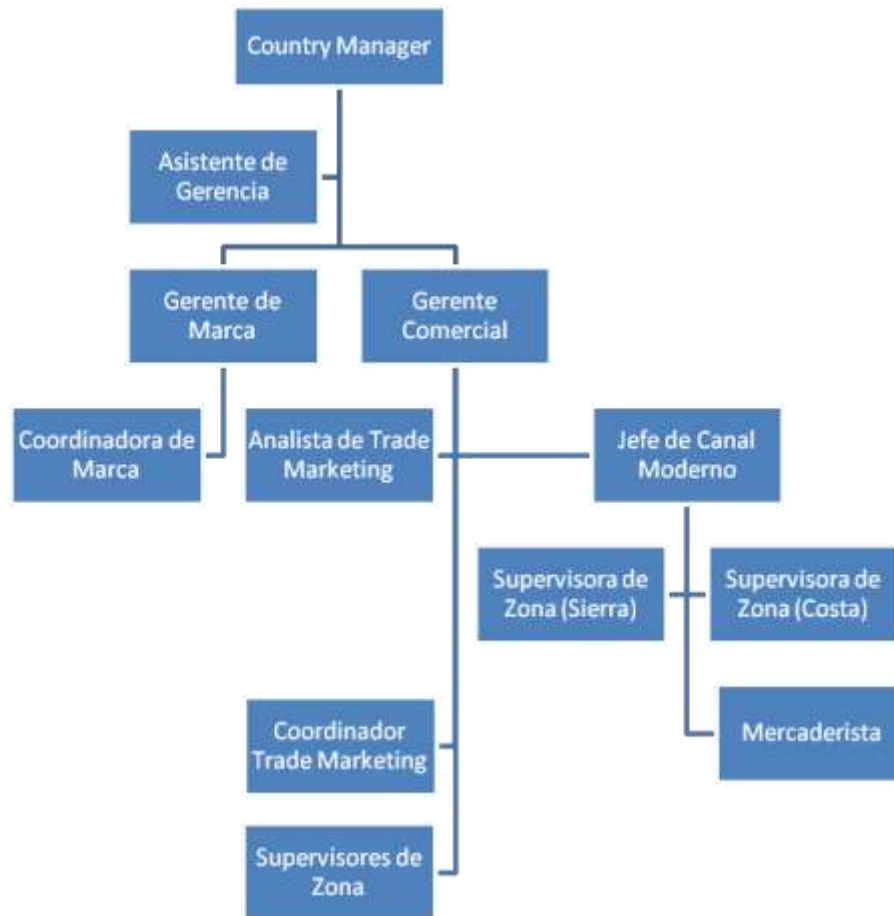 Country Manager
Asistente de
Gerencia
Gerente de
Marca
Gerente
Comercial
Coordinadora de
Marca
Analista de Trade
Marketing
Jefe de Canal
Moderno
Supervisora de
Zona (Sierra)
Supervisora de
Zona (Costa)
Coordinador
Trade Marketing
Mercaderista
Supervisores de
Zona